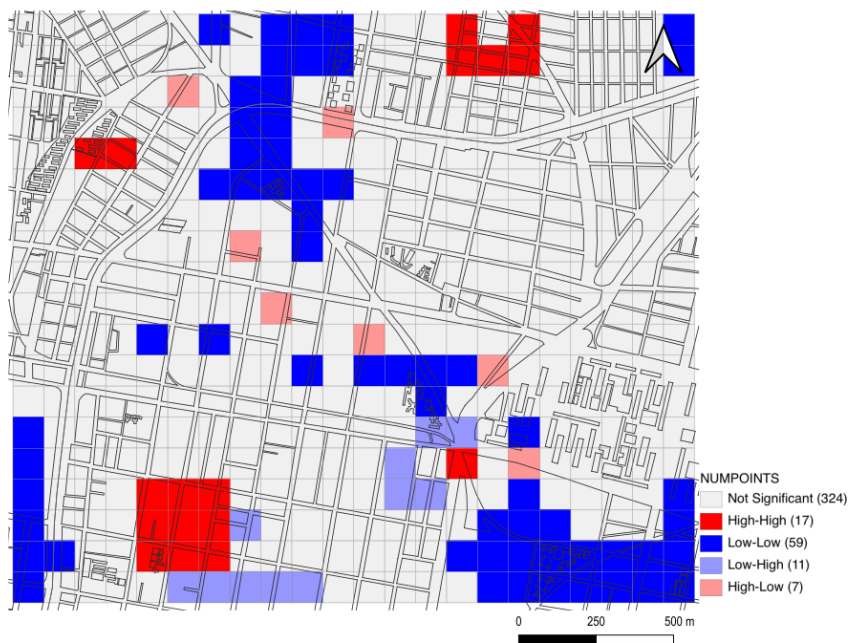 NUMPOINTS
Not Significant (324)
High-High (17)
Low-Low (59)
Low-High (11)
High-Low (7)
0 250 500 m